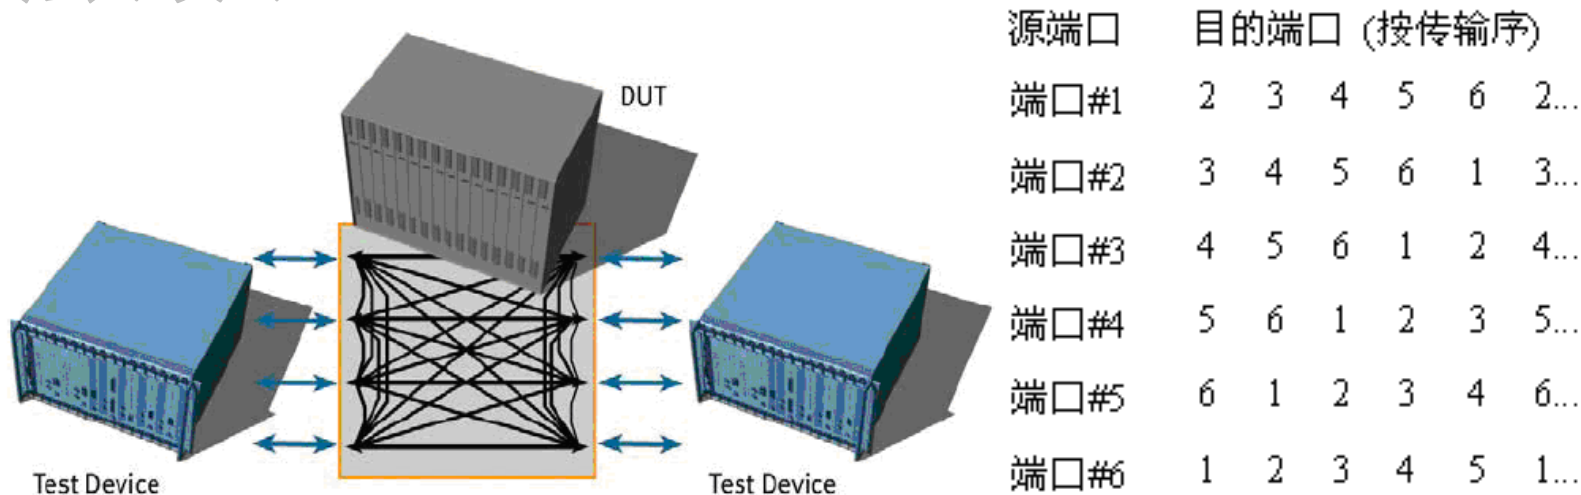 DUT
Test Device
Test Device
源端口 目的端口 (按传输序)
端口#1 2 3 4 5 6 2...
端口#2 3 4 5 6 1 3...
端口#3 4 5 6 1 2 4...
端口#4 5 6 1 2 3 5...
端口#5 6 1 2 3 4 6...
端口#6 1 2 3 4 5 1...